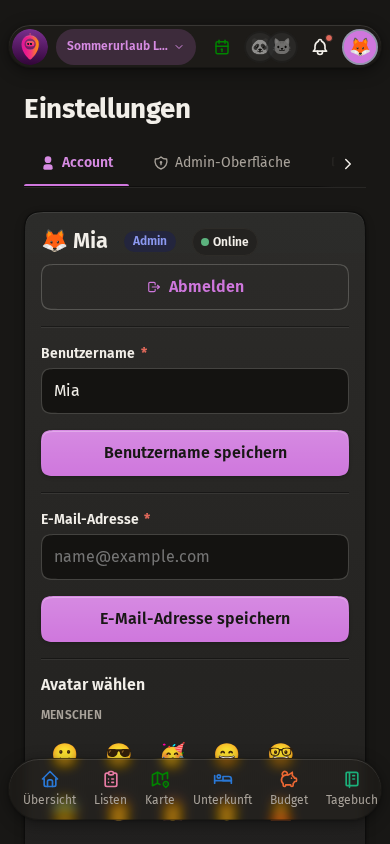 Sommerurlaub L...
Einstellungen
Account
Admin-Oberfläche
Mia
Admin
Online
Abmelden
Benutzername *
Mia
Benutzername speichern
E-Mail-Adresse *
name@example.com
E-Mail-Adresse speichern
Avatar wählen
MENSCHEN
Übersicht
Listen
Karte
Unterkunft
Budget
Tagebuch